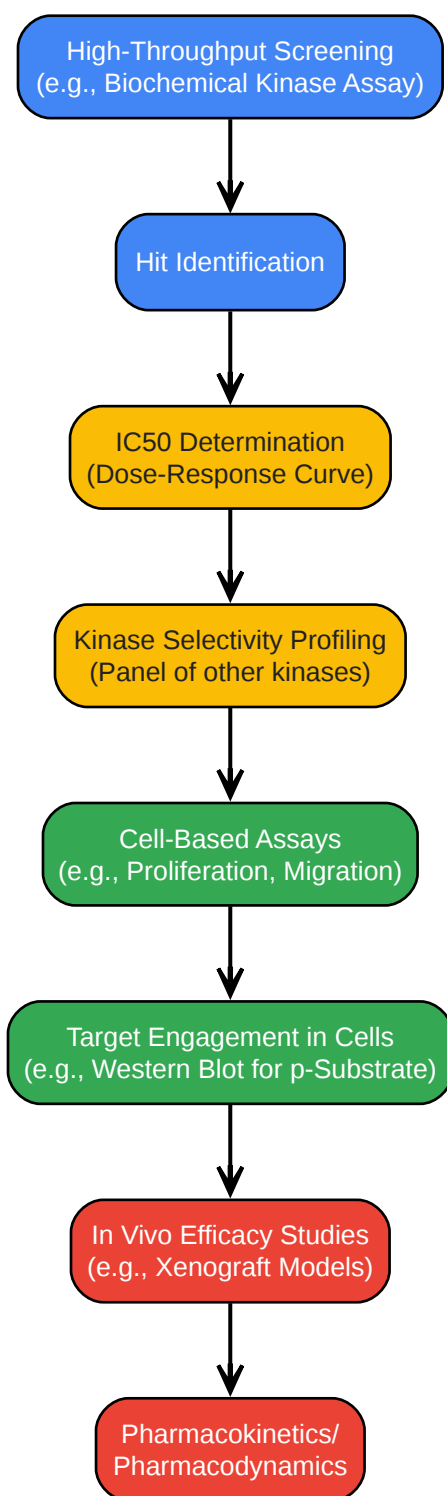 High-Throughput Screening
(e.g., Biochemical Kinase Assay)
Hit Identification
IC50 Determination
(Dose-Response Curve)
Kinase Selectivity Profiling
(Panel of other kinases)
Cell-Based Assays
(e.g., Proliferation, Migration)
Target Engagement in Cells
(e.g., Western Blot for p-Substrate)
In Vivo Efficacy Studies
(e.g., Xenograft Models)
Pharmacokinetics/
Pharmacodynamics